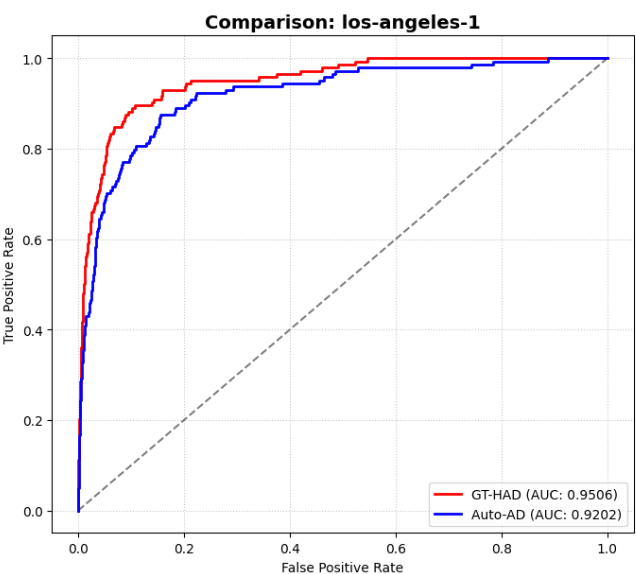 Comparison: los-angeles-1
True Positive Rate
1.0
0.8
0.6
0.4
0.2
0.0
GT-HAD (AUC: 0.9506)
Auto-AD (AUC: 0.9202)
0.0 0.2 0.4 0.6 0.8 1.0
False Positive Rate